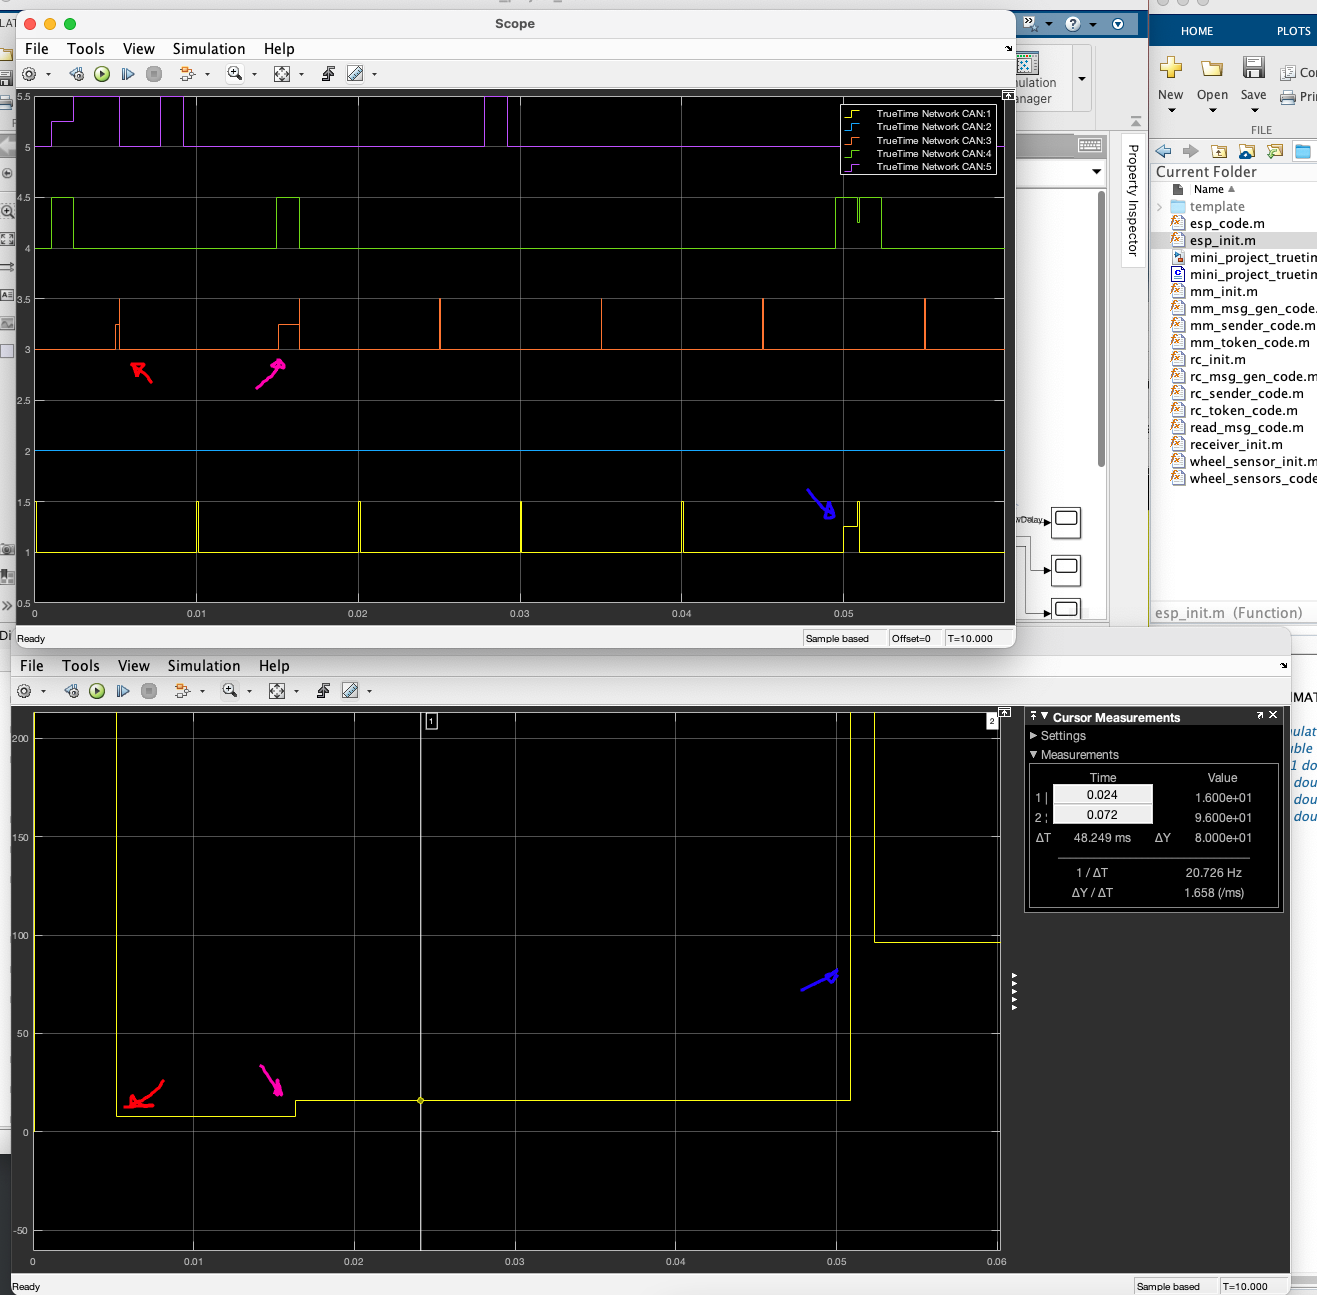 Scope
File Tools View Simulation Help
5.5
5
4.5
4
3.5
3
2.5
2
1.5
1
0.5
0 0.01 0.02 0.03 0.04 0.05
TrueTime Network CAN:1
TrueTime Network CAN:2
TrueTime Network CAN:3
TrueTime Network CAN:4
TrueTime Network CAN:5
Ready
Sample based Offset=0 T=10.000
Property Inspector
HOME PLOTS
New Open Save
FILE
Current Folder
Name
template
esp_code.m
esp_init.m
mini_project_truetim
mini_project_truetim
mm_init.m
mm_msg_gen_code.
mm_sender_code.m
mm_token_code.m
rc_init.m
rc_msg_gen_code.m
rc_sender_code.m
rc_token_code.m
read_msg_code.m
receiver_init.m
wheel_sensor_init.m
wheel_sensors_code
esp_init.m (Function)
File Tools View Simulation Help
1
2
200
150
100
50
0
-50
0 0.01 0.02 0.03 0.04 0.05 0.06
Cursor Measurements
Settings
Measurements
Time Value
1 0.024 1.600e+01
2 0.072 9.600e+01
ΔT 48.249 ms ΔY 8.000e+01
1 / ΔT 20.726 Hz
ΔY / ΔT 1.658 (/ms)
Ready
Sample based T=10.000